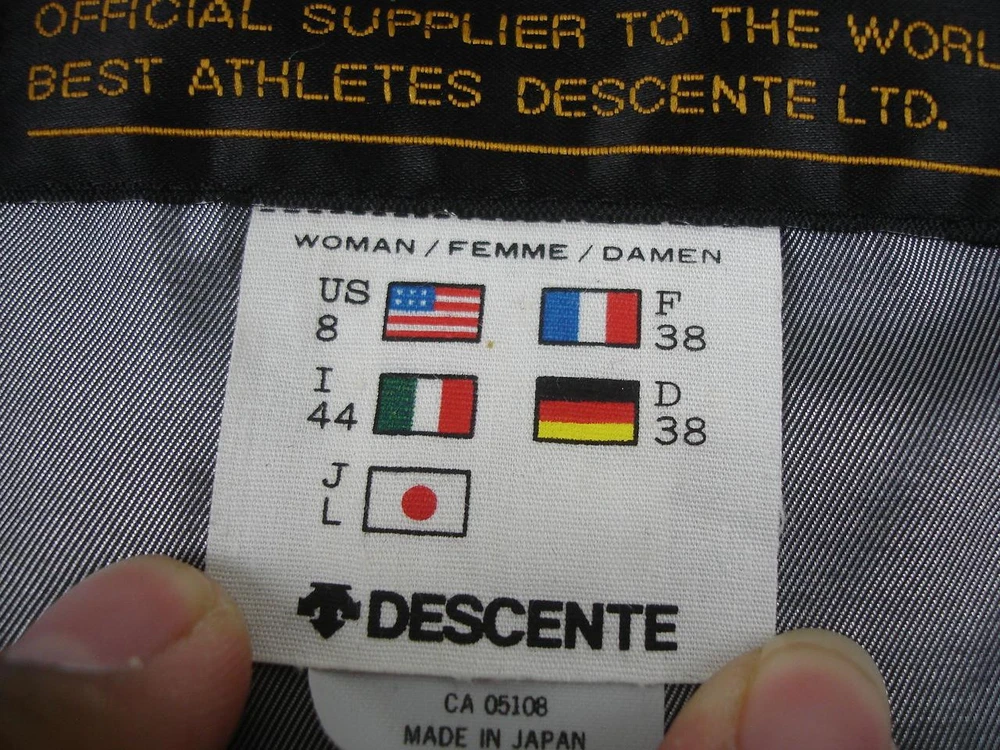 OFFICIAL SUPPLIER TO THE WORL
BEST ATHLETES DESCENTE LTD.
WOMAN / FEMME / DAMEN
US
8
F
38
I
44
D
38
J
L
DESCENTE
CA 05108
MADE IN JAPAN